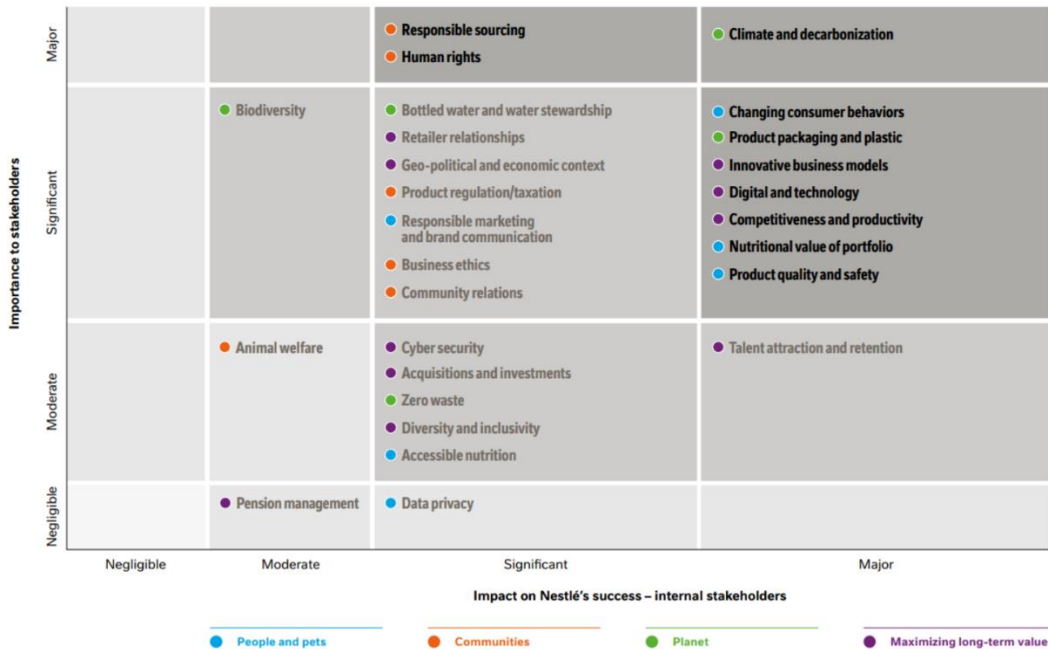 Importance to stakeholders
Major
Responsible sourcing
Human rights
Climate and decarbonization
Significant
Biodiversity
Bottled water and water stewardship
Retailer relationships
Geo-political and economic context
Product regulation/taxation
Responsible marketing
and brand communication
Business ethics
Community relations
Changing consumer behaviors
Product packaging and plastic
Innovative business models
Digital and technology
Competitiveness and productivity
Nutritional value of portfolio
Product quality and safety
Moderate
Animal welfare
Cyber security
Acquisitions and investments
Zero waste
Diversity and inclusivity
Accessible nutrition
Talent attraction and retention
Negligible
Pension management
Data privacy
Negligible
Moderate
Significant
Major
Impact on Nestlé's success – internal stakeholders
People and pets
Communities
Planet
Maximizing long-term value